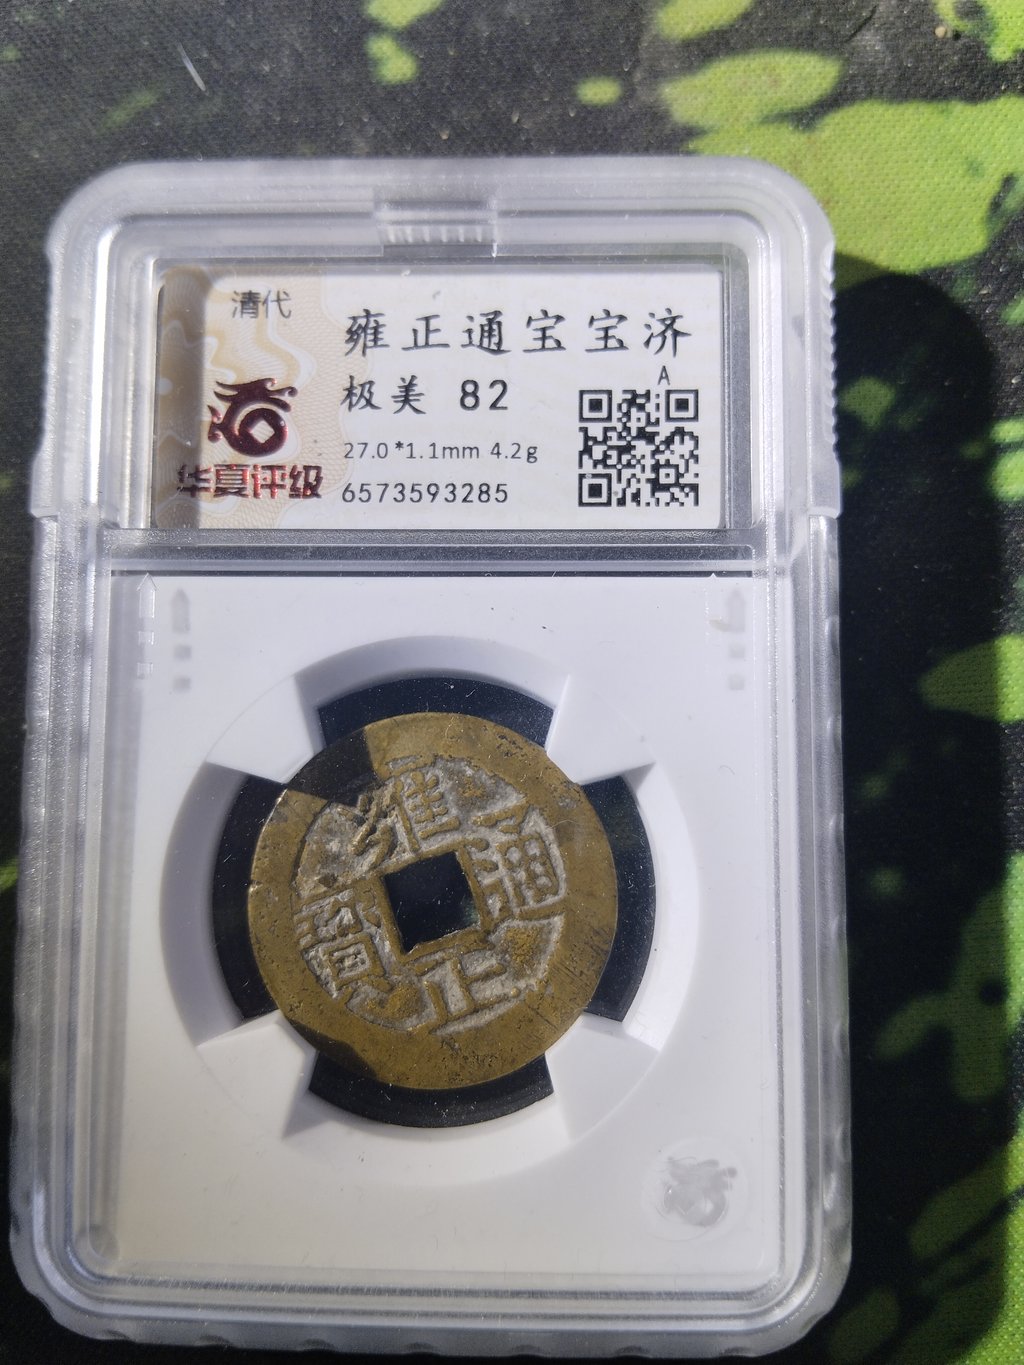 清代
雍正通宝宝济
A
极美 82
27.0*1.1mm 4.2g
6573593285
华夏评级
雍正通寶